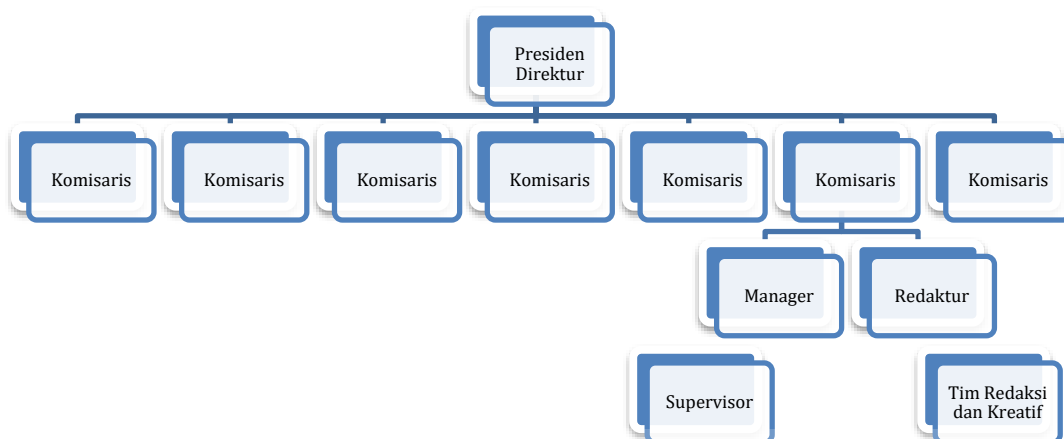 Presiden
Direktur
Komisaris
Komisaris
Komisaris
Komisaris
Komisaris
Komisaris
Komisaris
Manager
Redaktur
Supervisor
Tim Redaksi
dan Kreatif